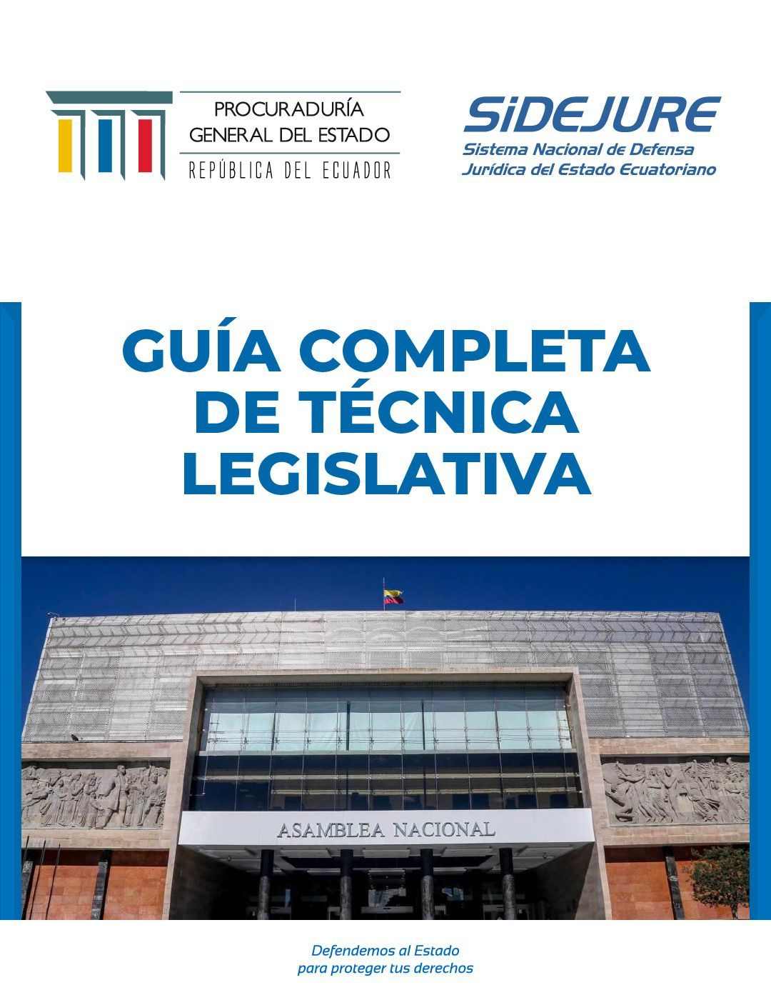 PROCURADURÍA
GENERAL DEL ESTADO
REPÚBLICA DEL ECUADOR
SiDEJURE
Sistema Nacional de Defensa
Jurídica del Estado Ecuatoriano
GUÍA COMPLETA
DE TÉCNICA
LEGISLATIVA
ASAMBLEA NACIONAL
Defendemos al Estado
para proteger tus derechos